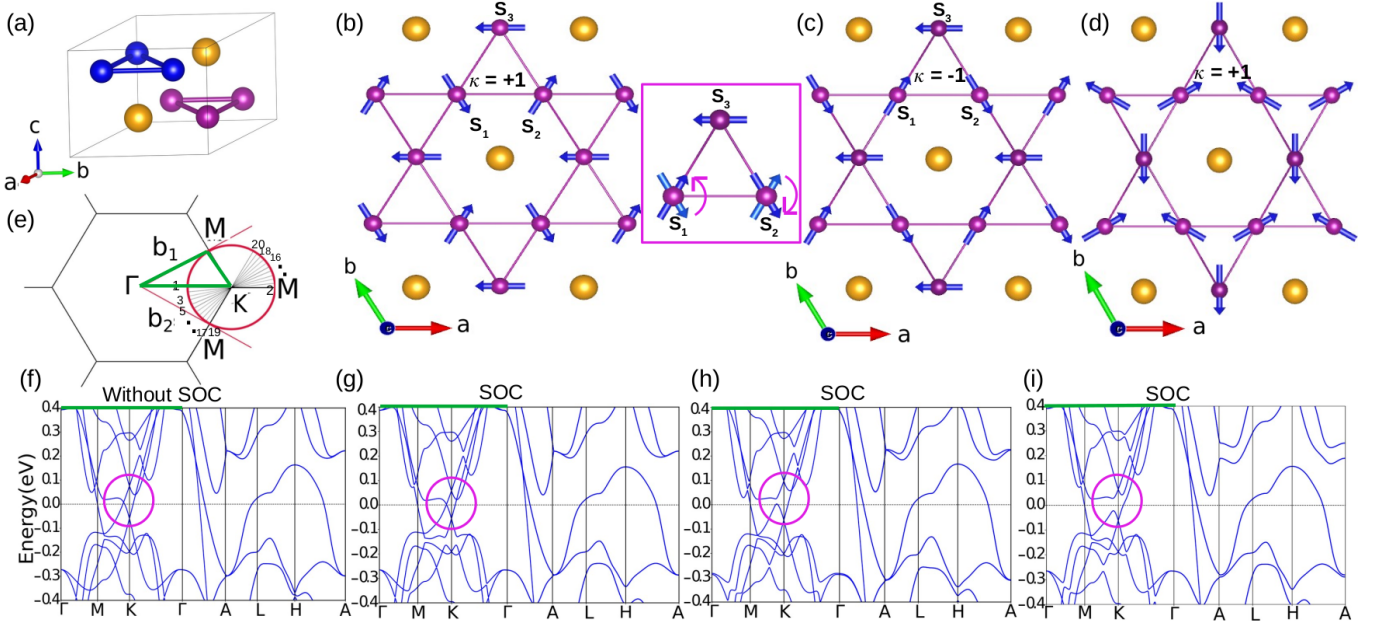 (a)
c
b
a
(b)
S3
κ = +1
S1
S2
b
c
a
S3
S1
S2
(c)
S3
κ = -1
S1
S2
b
c
a
(d)
κ = +1
b
c
a
(e)
M
b1
Γ
1
K
2
M
3
5
b2
17
19
M
20
18
16
(f)
Without SOC
Energy(eV)
0.4
0.3
0.2
0.1
0.0
−0.1
−0.2
−0.3
−0.4
Γ M K Γ A L H A
(g)
SOC
0.4
0.3
0.2
0.1
0.0
−0.1
−0.2
−0.3
−0.4
Γ M K Γ A L H A
(h)
SOC
0.4
0.3
0.2
0.1
0.0
−0.1
−0.2
−0.3
−0.4
Γ M K Γ A L H A
(i)
SOC
0.4
0.3
0.2
0.1
0.0
−0.1
−0.2
−0.3
−0.4
Γ M K Γ A L H A